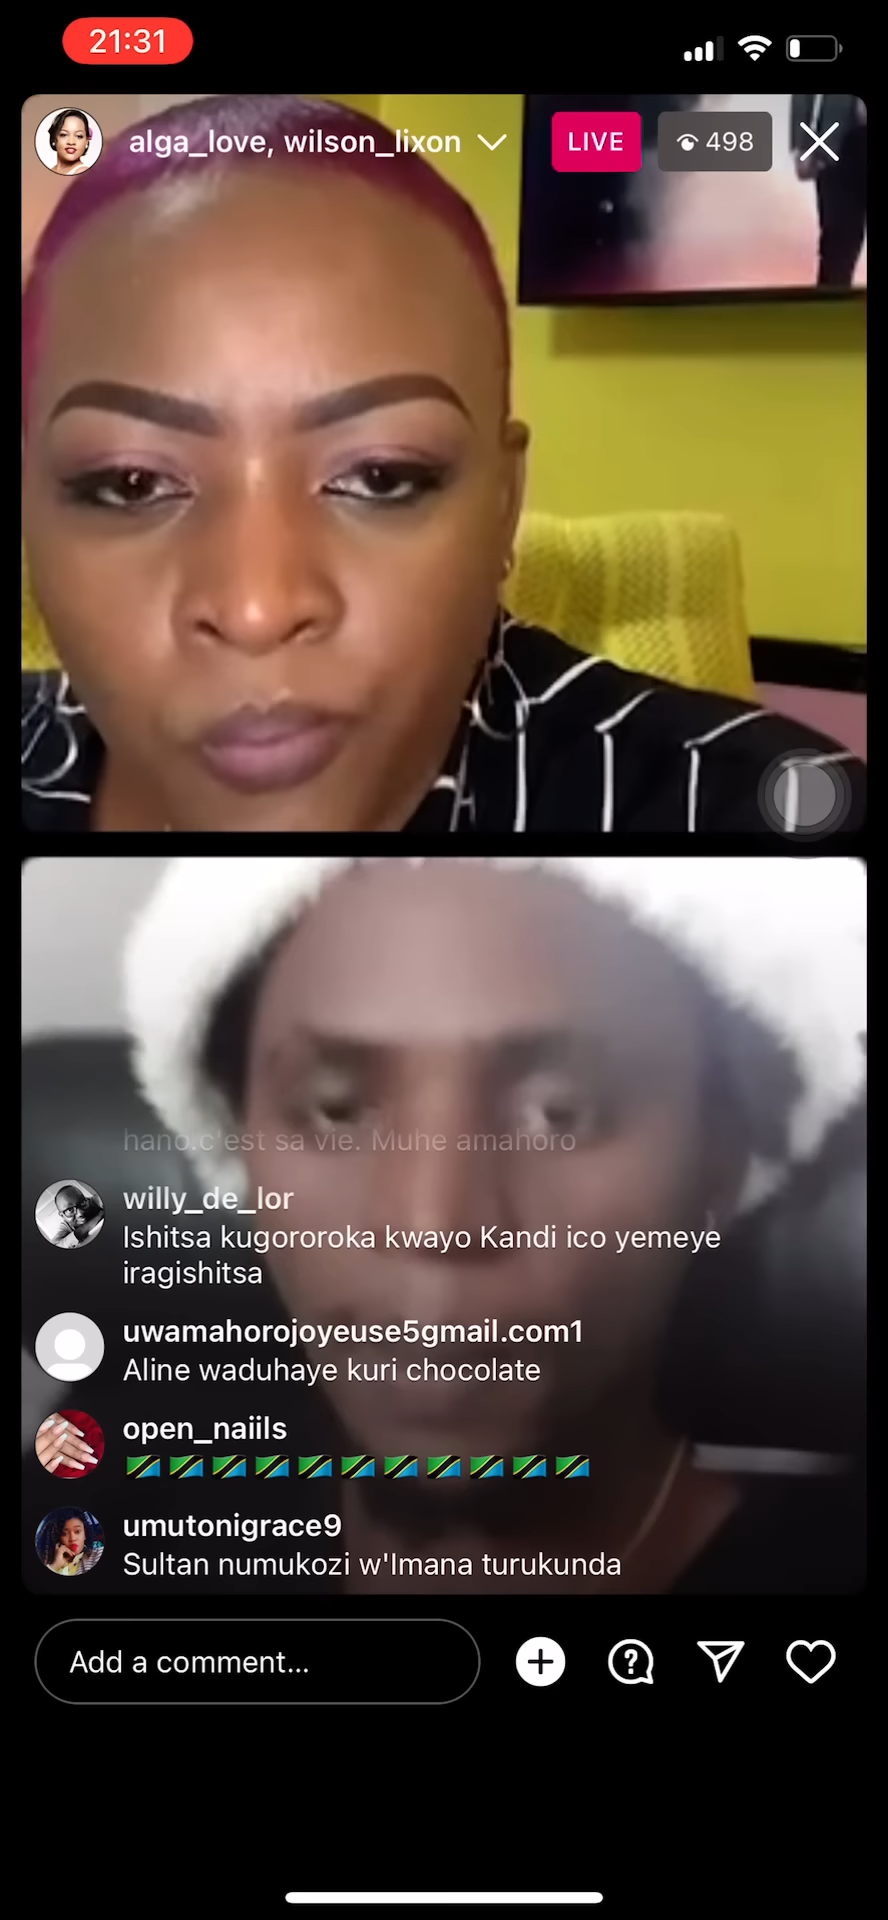 21:31
alga_love, wilson_lixon
LIVE
498
hano.c'est sa vie. Muhe amahoro
willy_de_lor
Ishitsa kugororoka kwayo Kandi ico yemeye
iragishitsa
uwamahorojoyeuse5gmail.com1
Aline waduhaye kuri chocolate
open_naiils
🇹🇿🇹🇿🇹🇿🇹🇿🇹🇿🇹🇿🇹🇿🇹🇿🇹🇿🇹🇿🇹🇿
umutonigrace9
Sultan numukozi w'Imana turukunda
Add a comment...